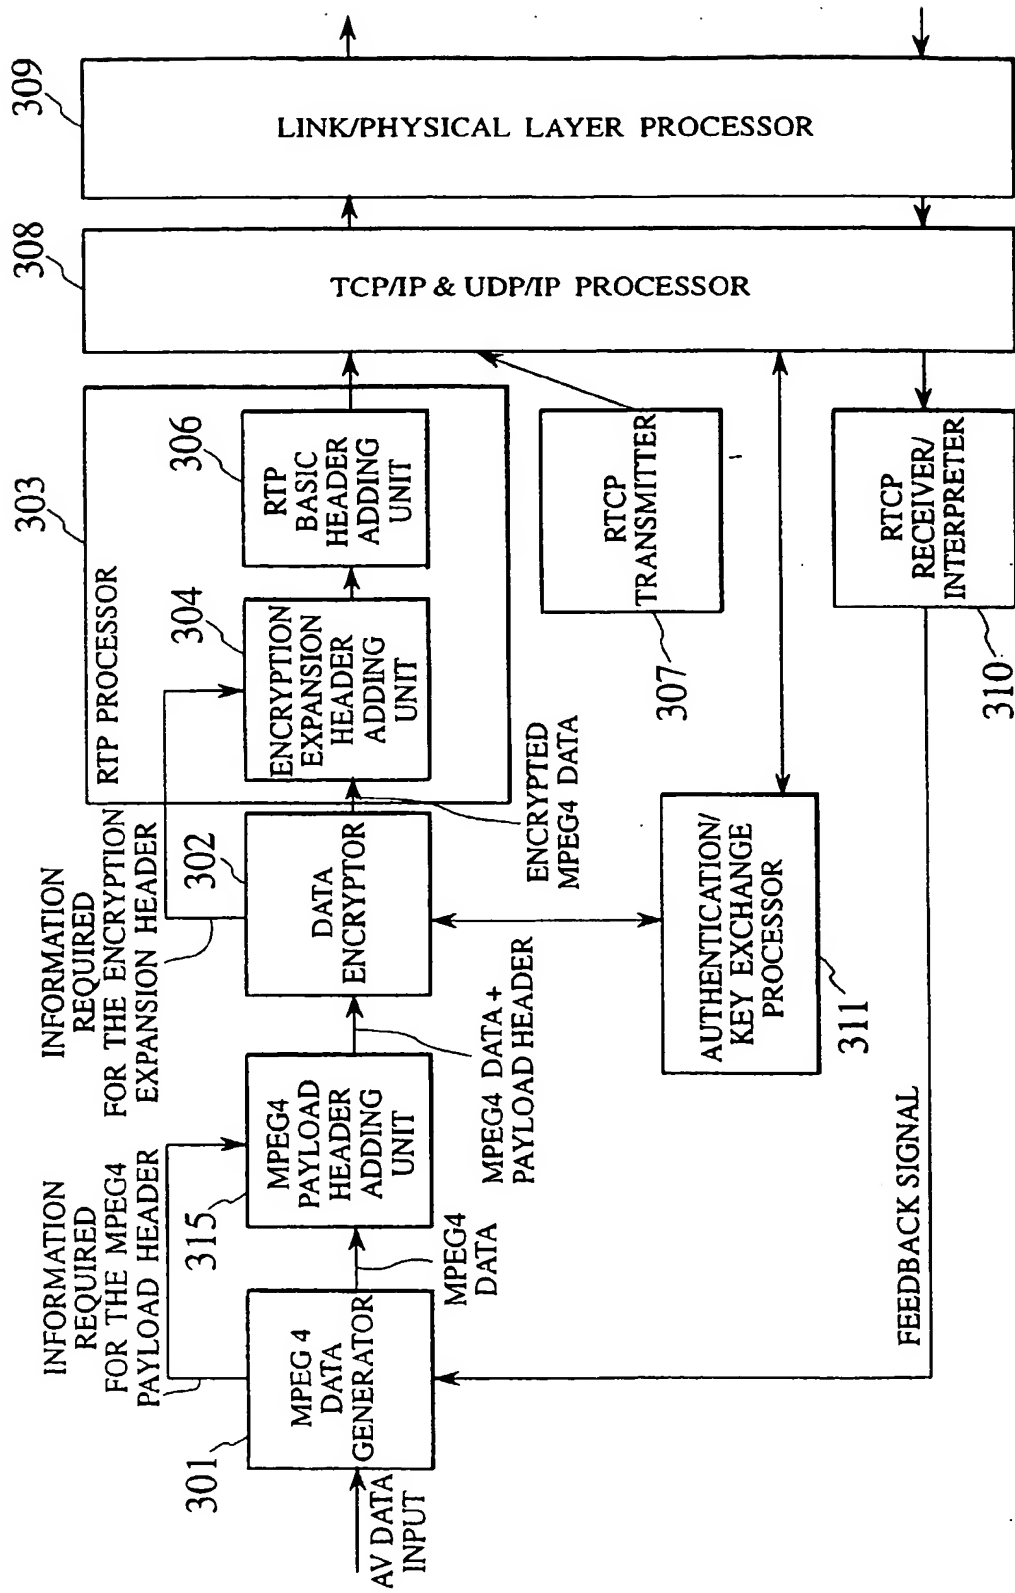 INFORMATION
REQUIRED
FOR THE MPEG4
PAYLOAD HEADER
INFORMATION
REQUIRED
FOR THE ENCRYPTION
EXPANSION HEADER
303
308
309
RTP PROCESSOR
301
AV DATA
INPUT
MPEG 4
DATA
GENERATOR
MPEG4
DATA
315
MPEG4
PAYLOAD
HEADER
ADDING
UNIT
MPEG4 DATA +
PAYLOAD HEADER
302
DATA
ENCRYPTOR
ENCRYPTED
MPEG4 DATA
304
ENCRYPTION
EXPANSION
HEADER
ADDING
UNIT
306
RTP
BASIC
HEADER
ADDING
UNIT
TCP/IP & UDP/IP PROCESSOR
LINK/PHYSICAL LAYER PROCESSOR
RTCP
TRANSMITTER
307
AUTHENTICATION/
KEY EXCHANGE
PROCESSOR
311
RTCP
RECEIVER/
INTERPRETER
310
FEEDBACK SIGNAL